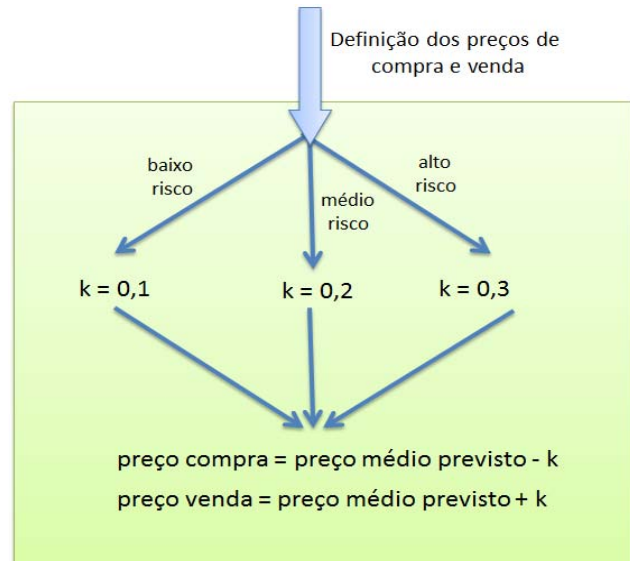 Definição dos preços de
compra e venda
baixo
risco
médio
risco
alto
risco
k = 0,1
k = 0,2
k = 0,3
preço compra = preço médio previsto - k
preço venda = preço médio previsto + k